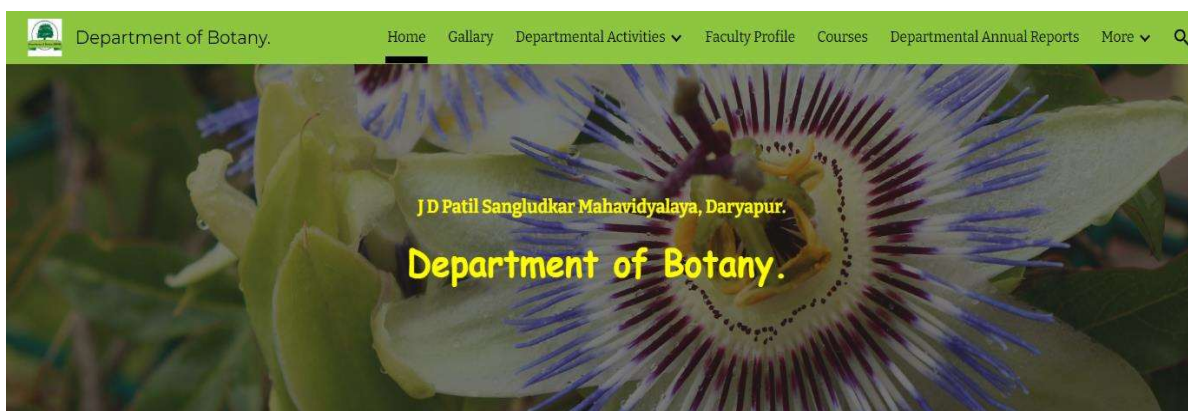 Department of Botany.
Home Gallary Departmental Activities Faculty Profile Courses Departmental Annual Reports More
J D Patil Sangludkar Mahavidyalaya, Daryapur.
Department of Botany.